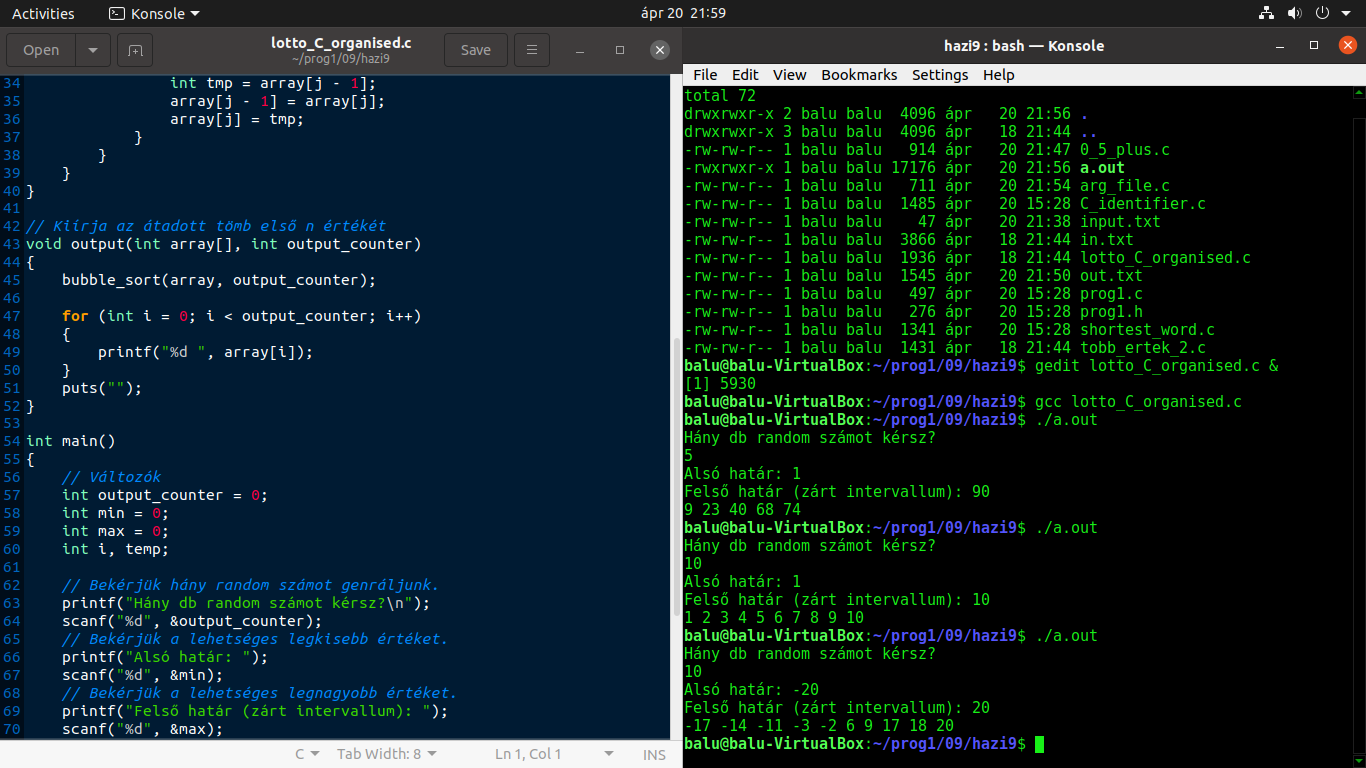 Activities Konsole ápr 20 21:59
Open lotto_C_organised.c Save
~/prog1/09/hazi9
34 int tmp = array[j - 1];
35 array[j - 1] = array[j];
36 array[j] = tmp;
37 }
38 }
39 }
40 }
41
42 // Kiírja az átadott tömb első n értékét
43 void output(int array[], int output_counter)
44 {
45 bubble_sort(array, output_counter);
46
47 for (int i = 0; i < output_counter; i++)
48 {
49 printf("%d ", array[i]);
50 }
51 puts("");
52 }
53
54 int main()
55 {
56 // Változók
57 int output_counter = 0;
58 int min = 0;
59 int max = 0;
60 int i, temp;
61
62 // Bekérjük hány random számot genráljunk.
63 printf("Hány db random számot kérsz?\n");
64 scanf("%d", &output_counter);
65 // Bekérjük a lehetséges legkisebb értéket.
66 printf("Alsó határ: ");
67 scanf("%d", &min);
68 // Bekérjük a lehetséges legnagyobb értéket.
69 printf("Felső határ (zárt intervallum): ");
70 scanf("%d", &max);
C Tab Width: 8 Ln 1, Col 1 INS
hazi9 : bash — Konsole
File Edit View Bookmarks Settings Help
total 72
drwxrwxr-x 2 balu balu 4096 ápr 20 21:56 .
drwxrwxr-x 3 balu balu 4096 ápr 18 21:44 ..
-rw-rw-r-- 1 balu balu 914 ápr 20 21:47 0_5_plus.c
-rwxrwxr-x 1 balu balu 17176 ápr 20 21:56 a.out
-rw-rw-r-- 1 balu balu 711 ápr 20 21:54 arg_file.c
-rw-rw-r-- 1 balu balu 1485 ápr 20 15:28 C_identifier.c
-rw-rw-r-- 1 balu balu 47 ápr 20 21:38 input.txt
-rw-rw-r-- 1 balu balu 3866 ápr 18 21:44 in.txt
-rw-rw-r-- 1 balu balu 1936 ápr 18 21:44 lotto_C_organised.c
-rw-rw-r-- 1 balu balu 1545 ápr 20 21:50 out.txt
-rw-rw-r-- 1 balu balu 497 ápr 20 15:28 prog1.c
-rw-rw-r-- 1 balu balu 276 ápr 20 15:28 prog1.h
-rw-rw-r-- 1 balu balu 1341 ápr 20 15:28 shortest_word.c
-rw-rw-r-- 1 balu balu 1431 ápr 18 21:44 tobb_ertek_2.c
balu@balu-VirtualBox:~/prog1/09/hazi9$ gedit lotto_C_organised.c &
[1] 5930
balu@balu-VirtualBox:~/prog1/09/hazi9$ gcc lotto_C_organised.c
balu@balu-VirtualBox:~/prog1/09/hazi9$ ./a.out
Hány db random számot kérsz?
5
Alsó határ: 1
Felső határ (zárt intervallum): 90
9 23 40 68 74
balu@balu-VirtualBox:~/prog1/09/hazi9$ ./a.out
Hány db random számot kérsz?
10
Alsó határ: 1
Felső határ (zárt intervallum): 10
1 2 3 4 5 6 7 8 9 10
balu@balu-VirtualBox:~/prog1/09/hazi9$ ./a.out
Hány db random számot kérsz?
10
Alsó határ: -20
Felső határ (zárt intervallum): 20
-17 -14 -11 -3 -2 6 9 17 18 20
balu@balu-VirtualBox:~/prog1/09/hazi9$